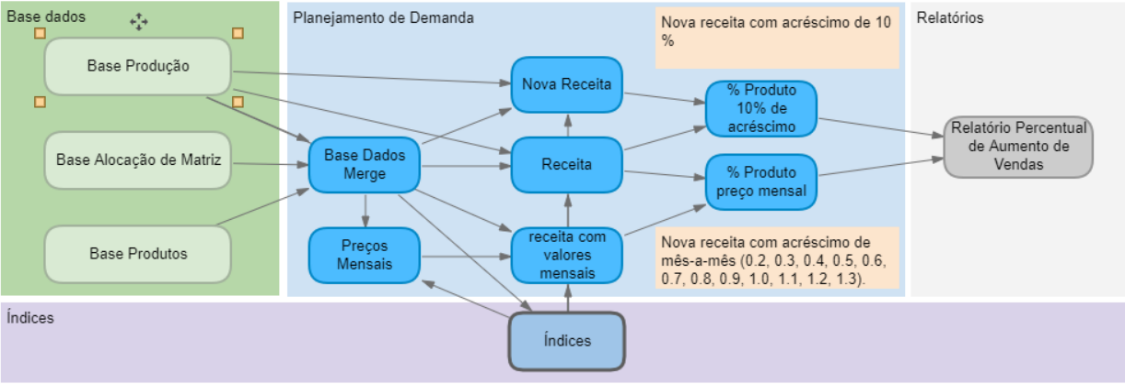 Base dados
Base Produção
Base Alocação de Matriz
Base Produtos
Planejamento de Demanda
Nova receita com acréscimo de 10
%
Nova Receita
% Produto
10% de
acréscimo
Base Dados
Merge
Receita
% Produto
preço mensal
Preços
Mensais
receita com
valores
mensais
Nova receita com acréscimo de
mês-a-mês (0.2, 0.3, 0.4, 0.5, 0.6,
0.7, 0.8, 0.9, 1.0, 1.1, 1.2, 1.3).
Relatórios
Relatório Percentual
de Aumento de
Vendas
Índices
Índices